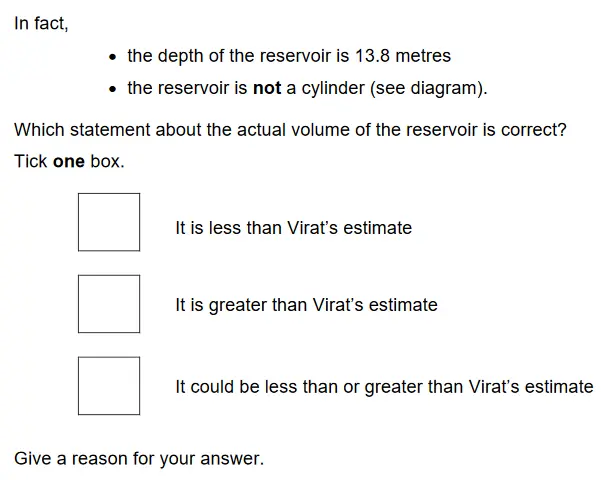 In fact,
• the depth of the reservoir is 13.8 metres
• the reservoir is not a cylinder (see diagram).
Which statement about the actual volume of the reservoir is correct?
Tick one box.
It is less than Virat’s estimate
It is greater than Virat’s estimate
It could be less than or greater than Virat’s estimate
Give a reason for your answer.